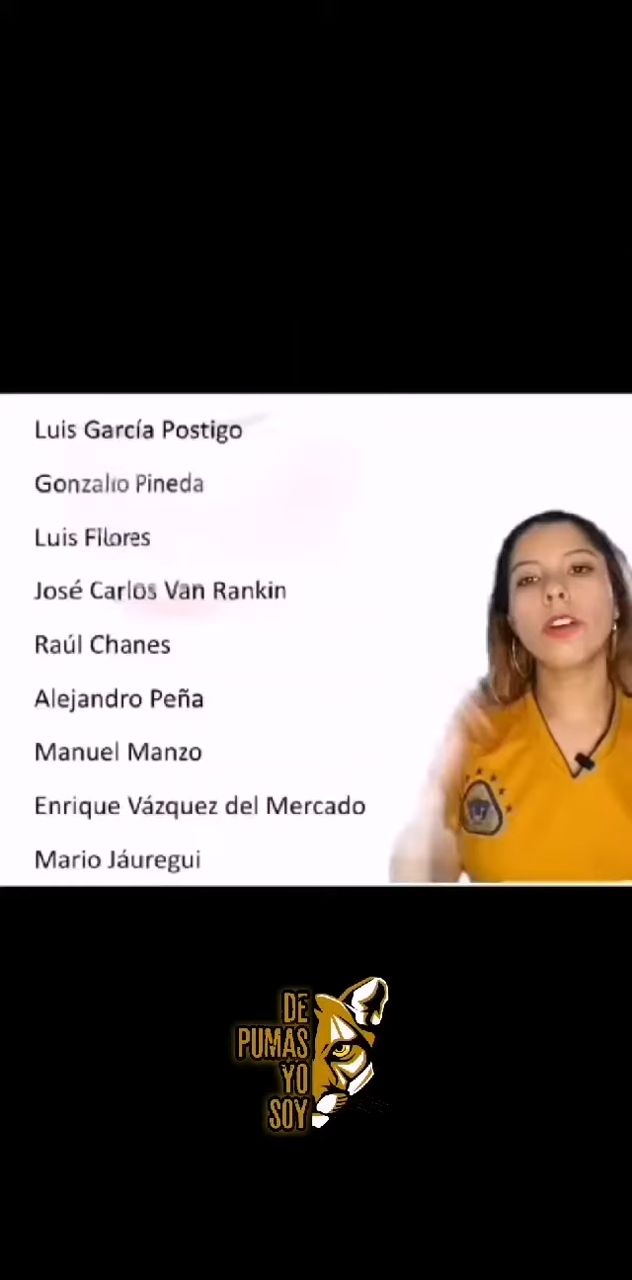 Luis García Postigo
Gonzalo Pineda
Luis Flores
José Carlos Van Rankin
Raúl Chanes
Alejandro Peña
Manuel Manzo
Enrique Vázquez del Mercado
Mario Jáuregui
DE
PUMAS
YO
SOY